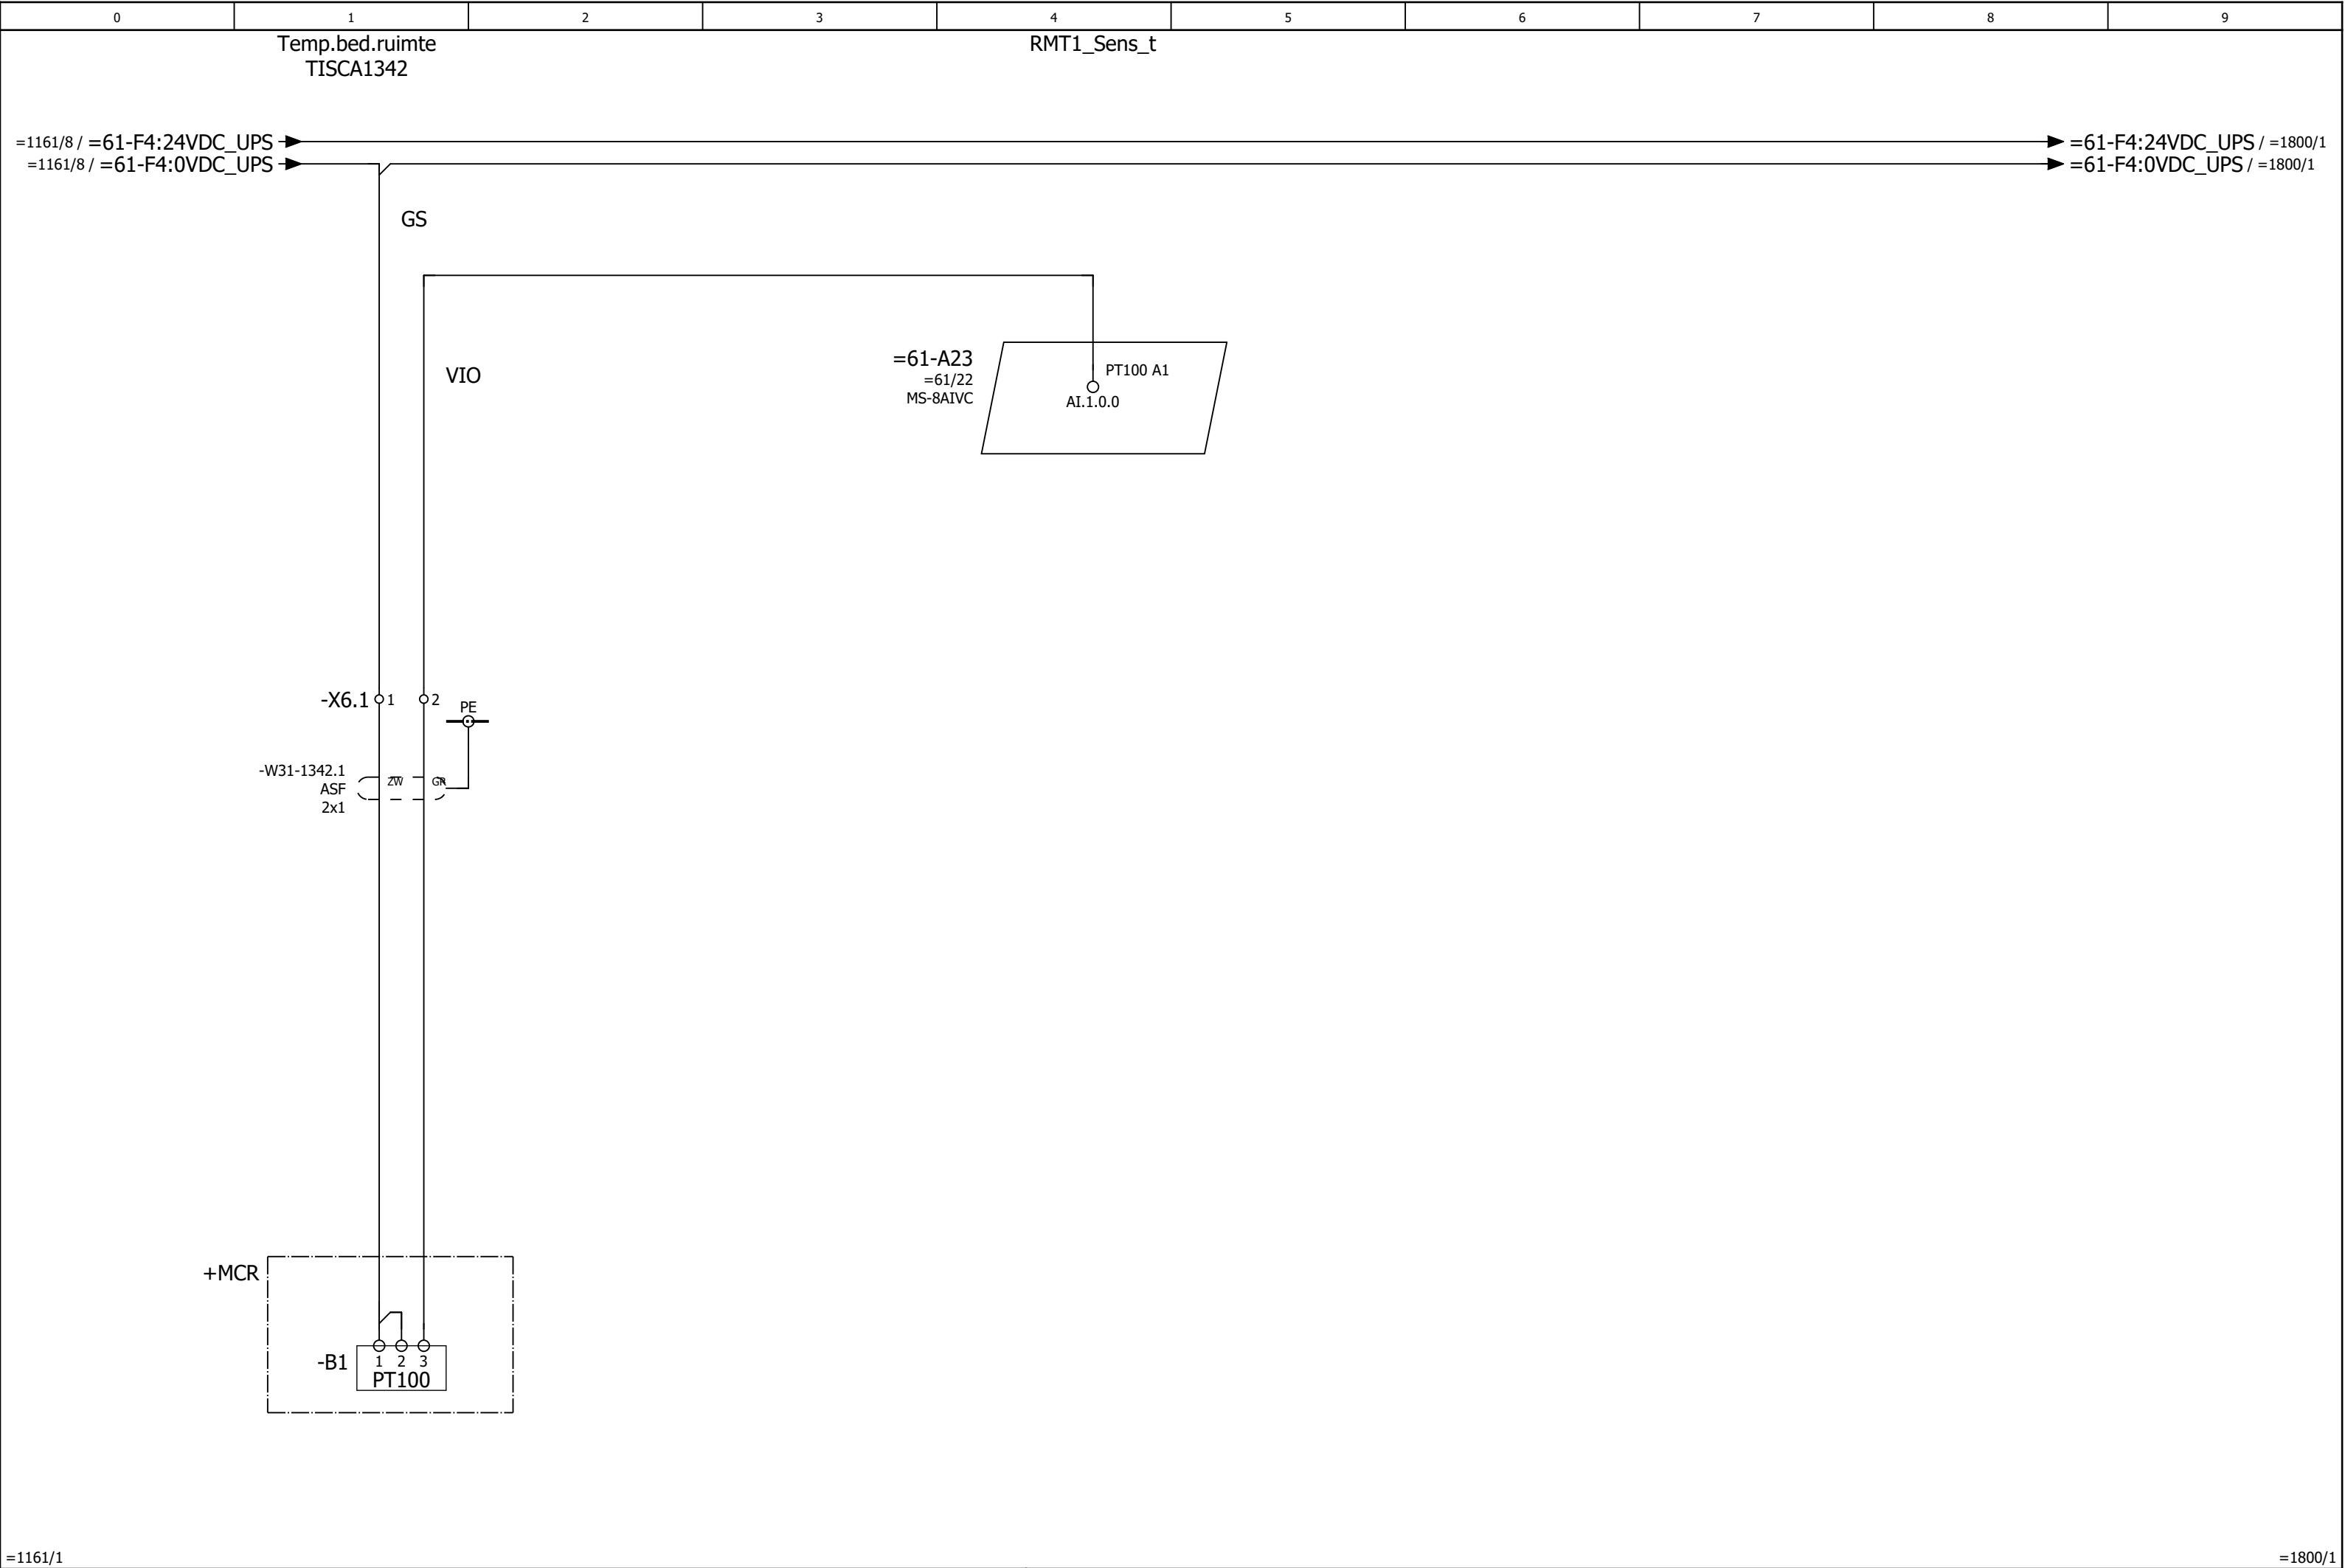 0 1 2 3 4 5 6 7 8 9
Temp.bed.ruimte
TISCA1342
RMT1_Sens_t
=1161/8 / =61-F4:24VDC_UPS
=61-F4:24VDC_UPS / =1800/1
=1161/8 / =61-F4:0VDC_UPS
=61-F4:0VDC_UPS / =1800/1
GS
VIO
=61-A23
=61/22
MS-8AIVC
PT100 A1
AI.1.0.0
-X6.1 1 2
PE
-W31-1342.1
ASF
2x1
ZW GR
+MCR
-B1
1 2 3
PT100
=1161/1
=1800/1